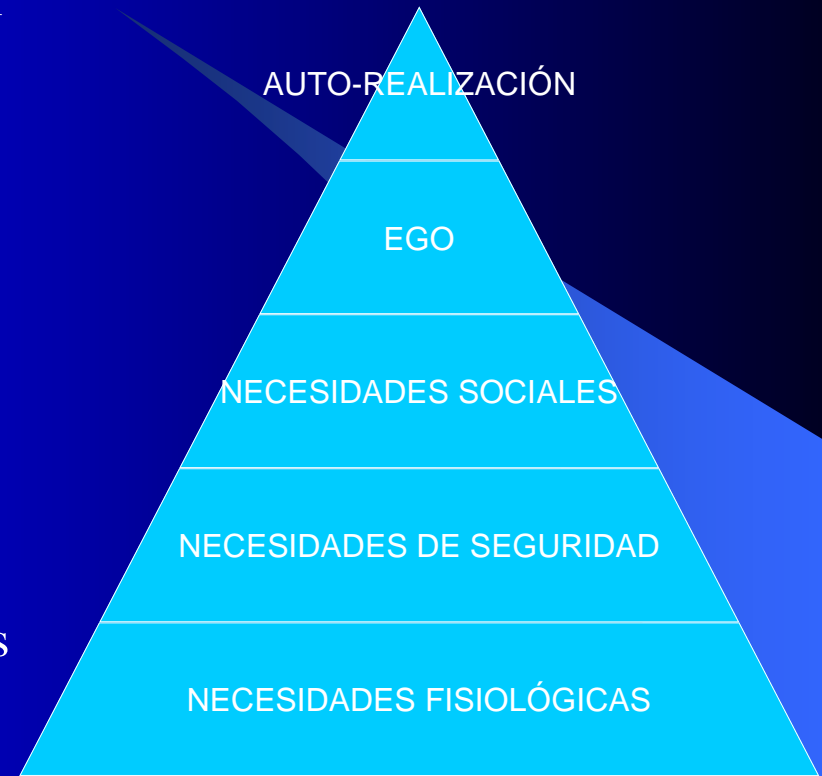 AUTO-REALIZACIÓN
EGO
NECESIDADES SOCIALES
NECESIDADES DE SEGURIDAD
NECESIDADES FISIOLÓGICAS